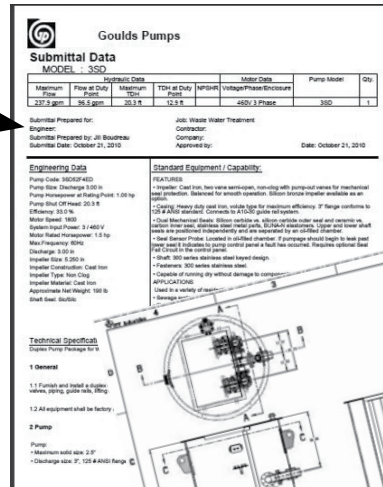 Goulds Pumps
Submittal Data
MODEL : 3SD
Hydraulic Data Motor Data Pump Model Qty.
Maximum Flow Flow at Duty Point Maximum TDH TDH at Duty Point NPSHR Voltage/Phase/Enclosure
237.9 gpm 96.5 gpm 20.3 ft 12.9 ft 460V 3 Phase 3SD 1
Submittal Prepared for: Job: Waste Water Treatment
Engineer: Contractor:
Submittal Prepared by: Jill Boudreau Company:
Submittal Date: October 21, 2010 Approved by: Date: October 21, 2010
Engineering Data
Pump Code: 3SD52F4ED
Pump Size: Discharge 3.00 in
Pump Horsepower at Rating Point: 1.00 hp
Pump Shut Off Head: 20.3 ft
Efficiency: 33.0 %
Motor Speed: 1800
System Input Power: 3 / 460 V
Motor Rated Horsepower: 1.5 hp
Max.Frequency: 60Hz
Discharge: 3.00 in
Impeller Size: 5.250 in
Impeller Construction: Cast Iron
Impeller Type: Non Clog
Impeller Material: Cast Iron
Approximate Net Weight: 190 lb
Shaft Seal: Sic/Sic
Standard Equipment / Capability:
FEATURES
• Impeller: Cast iron, two vane semi-open, non-clog with pump-out vanes for mechanical
seal protection. Balanced for smooth operation. Silicon bronze impeller available as an
option.
• Casing: Heavy duty cast iron, volute type for maximum efficiency. 3" flange conforms to
125 # ANSI standard. Connects to A10-30 guide rail system.
• Dual Mechanical Seals: Silicon carbide vs. silicon carbide outer seal and ceramic vs.
carbon inner seal, stainless steel metal parts, BUNA-N elastomers. Upper and lower shaft
seals are positioned independently and are separated by an oil-filled chamber.
• Seal Sensor Probe: Located in oil-filled chamber. If pumpage should begin to leak past
lower seal it indicates to pump control panel a fault has occurred. Requires optional Seal
Fail Circuit in the control panel.
• Shaft: 300 series stainless steel keyed design.
• Fasteners: 300 series stainless steel.
• Capable of running dry without damage to
APPLICATIONS
Used in a variety of
• Sewage
Technical
Duplex Pump Package for
1 General
1.1 Furnish and install a duplex
valves, piping, guide rails, lifting
1.2 All equipment shall be factory
2 Pump
Pump:
• Maximum solid size: 2.5"
• Discharge size: 3", 125 # ANSI flange
4
3
A
A
B
B
D
C
C